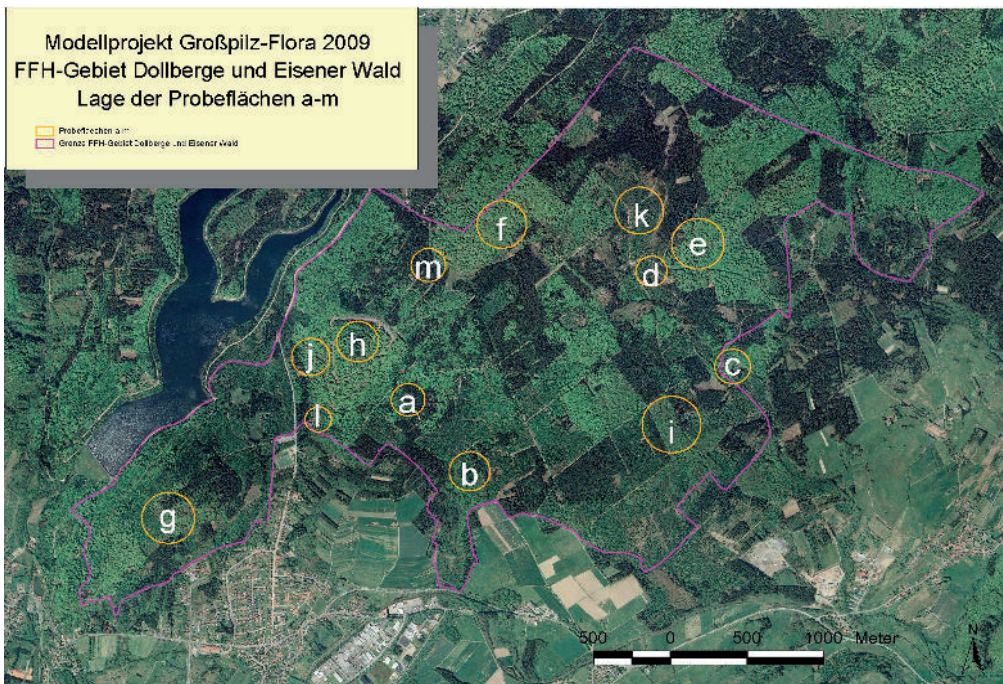 Modellprojekt Großpilz-Flora 2009
FFH-Gebiet Dollberge und Eisener Wald
Lage der Probeflächen a-m
Probeflaechen a-m
Grenze FFH-Gebiet Dollberge und Eisener Wald
k
f
e
m
d
h
j
c
a
l
i
b
g
N
500 0 500 1000 Meter